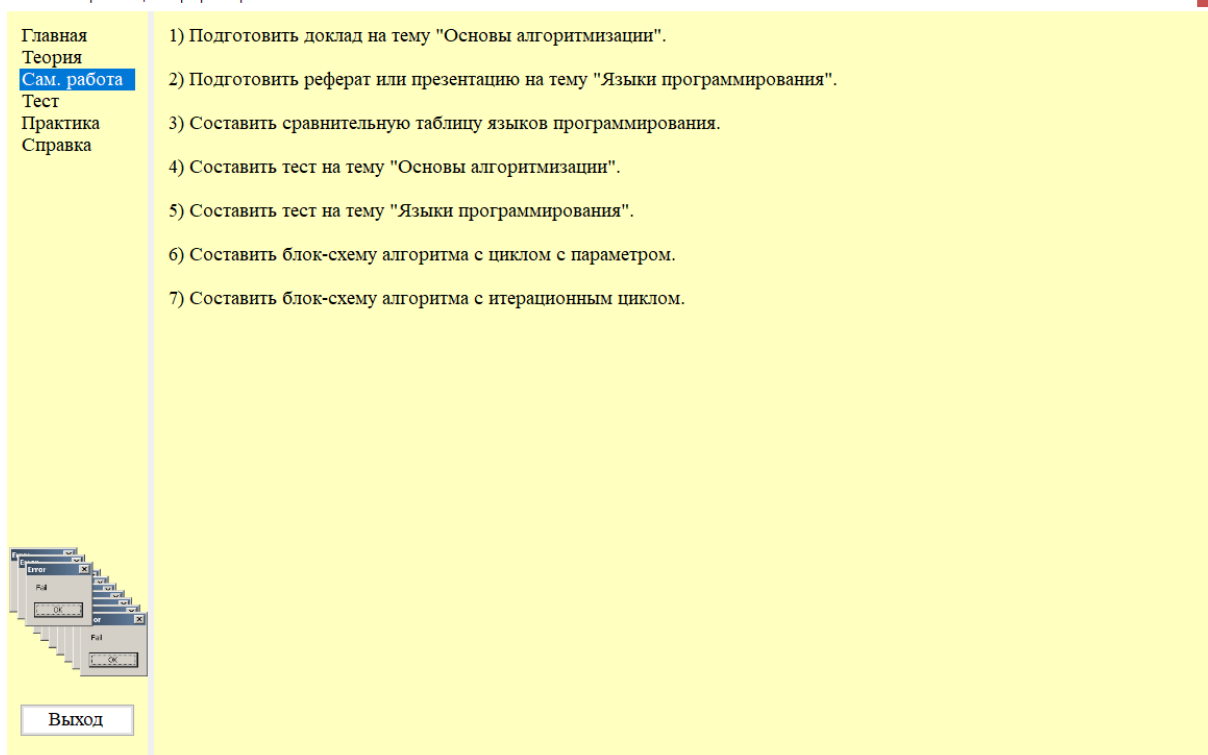 Главная
Теория
Сам. работа
Тест
Практика
Справка
1) Подготовить доклад на тему "Основы алгоритмизации".
2) Подготовить реферат или презентацию на тему "Языки программирования".
3) Составить сравнительную таблицу языков программирования.
4) Составить тест на тему "Основы алгоритмизации".
5) Составить тест на тему "Языки программирования".
6) Составить блок-схему алгоритма с циклом с параметром.
7) Составить блок-схему алгоритма с итерационным циклом.
Error
Fail
OK
Fail
OK
Выход